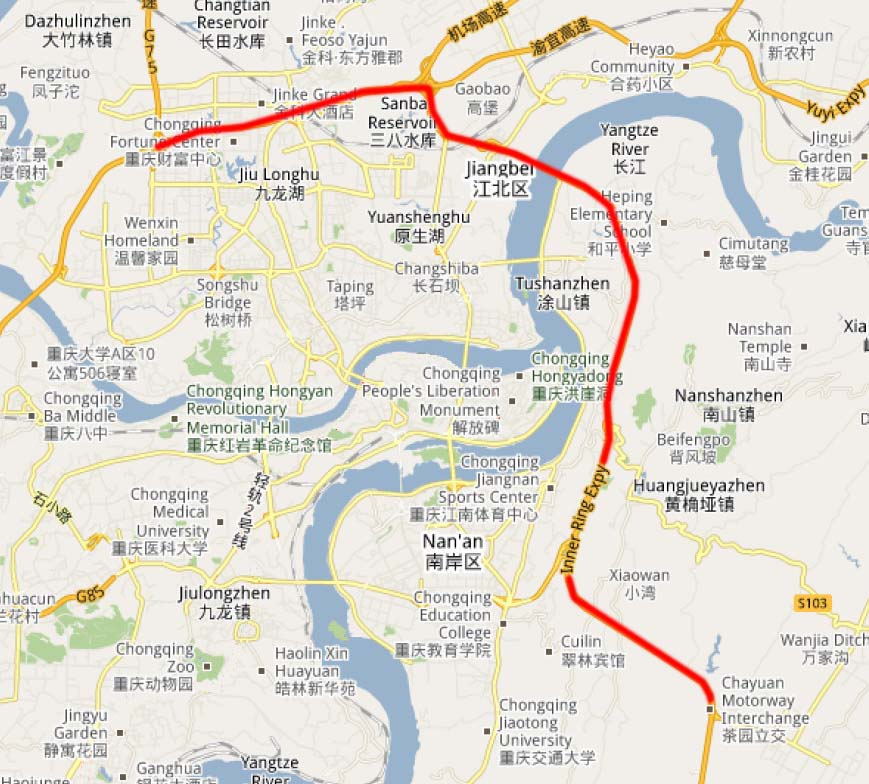 Dazhulinzhen
大竹林镇
Changtian
Reservoir
长田水库
速
G75
Jinke
Feoso Yajun
金科·东方雅郡
机场高速
渝宜高速
Heyao
Community
合药小区
Xinnongcun
新农村
Fengzituo
凤子沱
Jinke Grand
金科大酒店
Gaobao
高堡
Yuyi Expy
Sanba
Reservoir
三八水库
Chongqing
Fortune Center
重庆财富中心
富江景
度假村
Yangtze
River
长江
Jingui
Garden
金桂花园
Jiu Longhu
九龙湖
Jiangbei
江北区
Yuanshenghu
原生湖
Heping
Elementary
School
和平小学
Wenxin
Homeland
温馨家园
Cimutang
慈母堂
Changshiba
长石坝
Songshu
Bridge
松树桥
Taping
塔坪
Tushanzhen
涂山镇
Nanshan
Temple
南山寺
重庆大学A区10
公寓506寝室
Chongqing
Hongyadong
重庆洪崖洞
Chongqing
People's Liberation
Monument
解放碑
Chongqing Hongyan
Revolutionary
Memorial Hall
重庆红岩革命纪念馆
Chongqing
Ba Middle
重庆八中
Nanshanzhen
南山镇
Beifengpo
背风坡
Chongqing
Jiangnan
Sports Center
重庆江南体育中心
Huangjueyazhen
黄桷垭镇
石小路
轻轨2号线
Chongqing
Medical
University
重庆医科大学
Inner Ring Expy
Nan'an
南岸区
Xiaowan
小湾
G85
Jiulongzhen
九龙镇
S103
Chongqing
Education
College
重庆教育学院
Cuilin
翠林宾馆
Wanjia Ditch
万家沟
Chongqing
Zoo
重庆动物园
Haolin Xin
Huayuan
皓林新华苑
Chayuan
Motorway
Interchange
茶园立交
Chongqing
Jiaotong
University
重庆交通大学
Jingyu
Garden
静寓花园
Ganghua
Yangtze
River